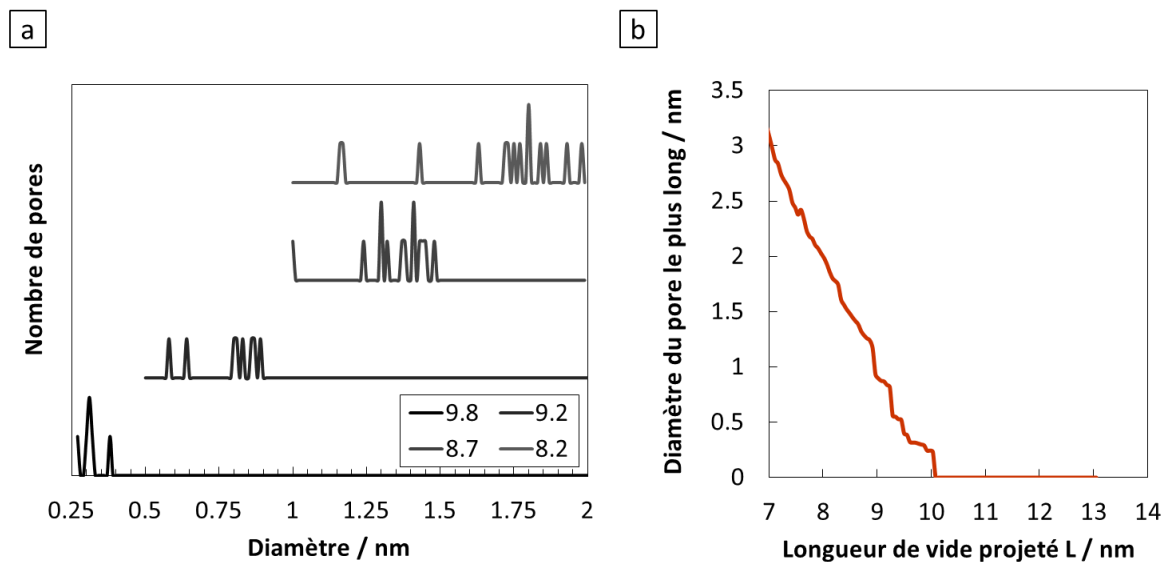 a
Nombre de pores
9.8
9.2
8.7
8.2
0.25 0.5 0.75 1 1.25 1.5 1.75 2
Diamètre / nm
b
Diamètre du pore le plus long / nm
3.5
3
2.5
2
1.5
1
0.5
0
7 8 9 10 11 12 13 14
Longueur de vide projeté L / nm